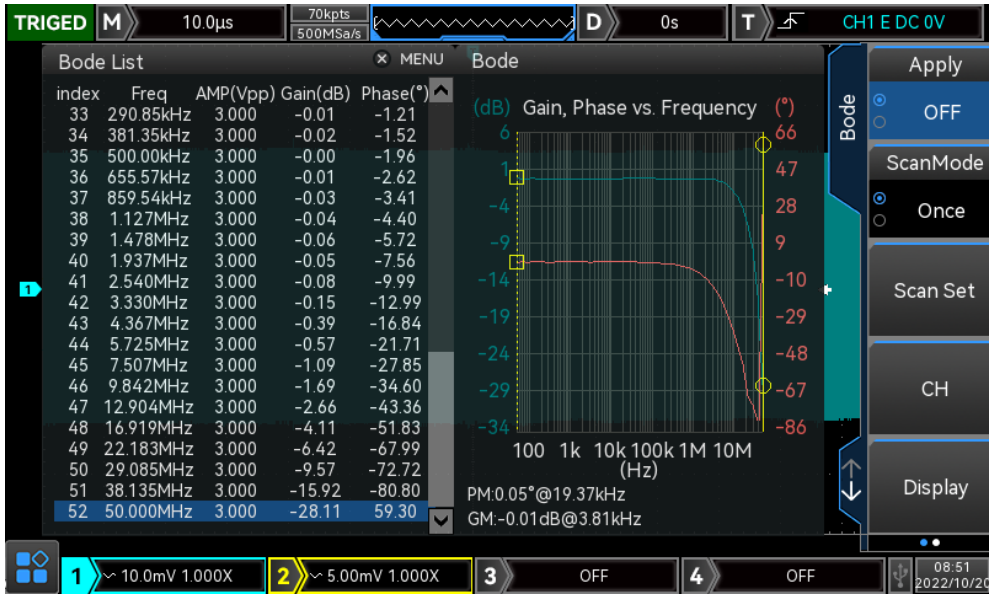 TRIGED M 10.0µs 70kpts D 0s T CH1 E DC 0V
500MSa/s
Bode List MENU Bode
index Freq AMP(Vpp) Gain(dB) Phase(°)
33 290.85kHz 3.000 -0.01 -1.21
34 381.35kHz 3.000 -0.02 -1.52
35 500.00kHz 3.000 -0.00 -1.96
36 655.57kHz 3.000 -0.01 -2.62
37 859.54kHz 3.000 -0.03 -3.41
38 1.127MHz 3.000 -0.04 -4.40
39 1.478MHz 3.000 -0.06 -5.72
40 1.937MHz 3.000 -0.05 -7.56
41 2.540MHz 3.000 -0.08 -9.99
42 3.330MHz 3.000 -0.15 -12.99
43 4.367MHz 3.000 -0.39 -16.84
44 5.725MHz 3.000 -0.57 -21.71
45 7.507MHz 3.000 -1.09 -27.85
46 9.842MHz 3.000 -1.69 -34.60
47 12.904MHz 3.000 -2.66 -43.36
48 16.919MHz 3.000 -4.11 -51.83
49 22.183MHz 3.000 -6.42 -67.99
50 29.085MHz 3.000 -9.57 -72.72
51 38.135MHz 3.000 -15.92 -80.80
52 50.000MHz 3.000 -28.11 59.30
(dB) Gain, Phase vs. Frequency (°)
6 66
1 47
-4 28
-9 9
-14 -10
-19 -29
-24 -48
-29 -67
-34 -86
100 1k 10k 100k 1M 10M
(Hz)
PM:0.05°@19.37kHz
GM:-0.01dB@3.81kHz
Bode
Apply
OFF
ScanMode
Once
Scan Set
CH
Display
1
1 10.0mV 1.000X 2 5.00mV 1.000X 3 OFF 4 OFF 08:51
2022/10/20